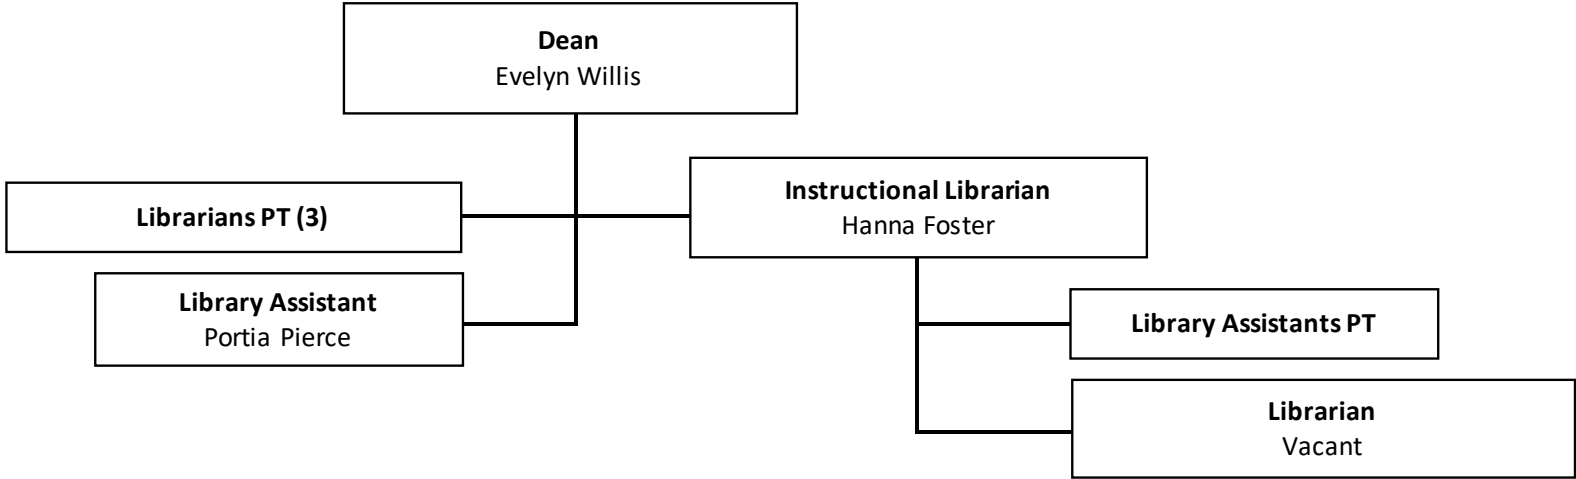 Dean
Evelyn Willis
Librarians PT (3)
Instructional Librarian
Hanna Foster
Library Assistant
Portia Pierce
Library Assistants PT
Librarian
Vacant